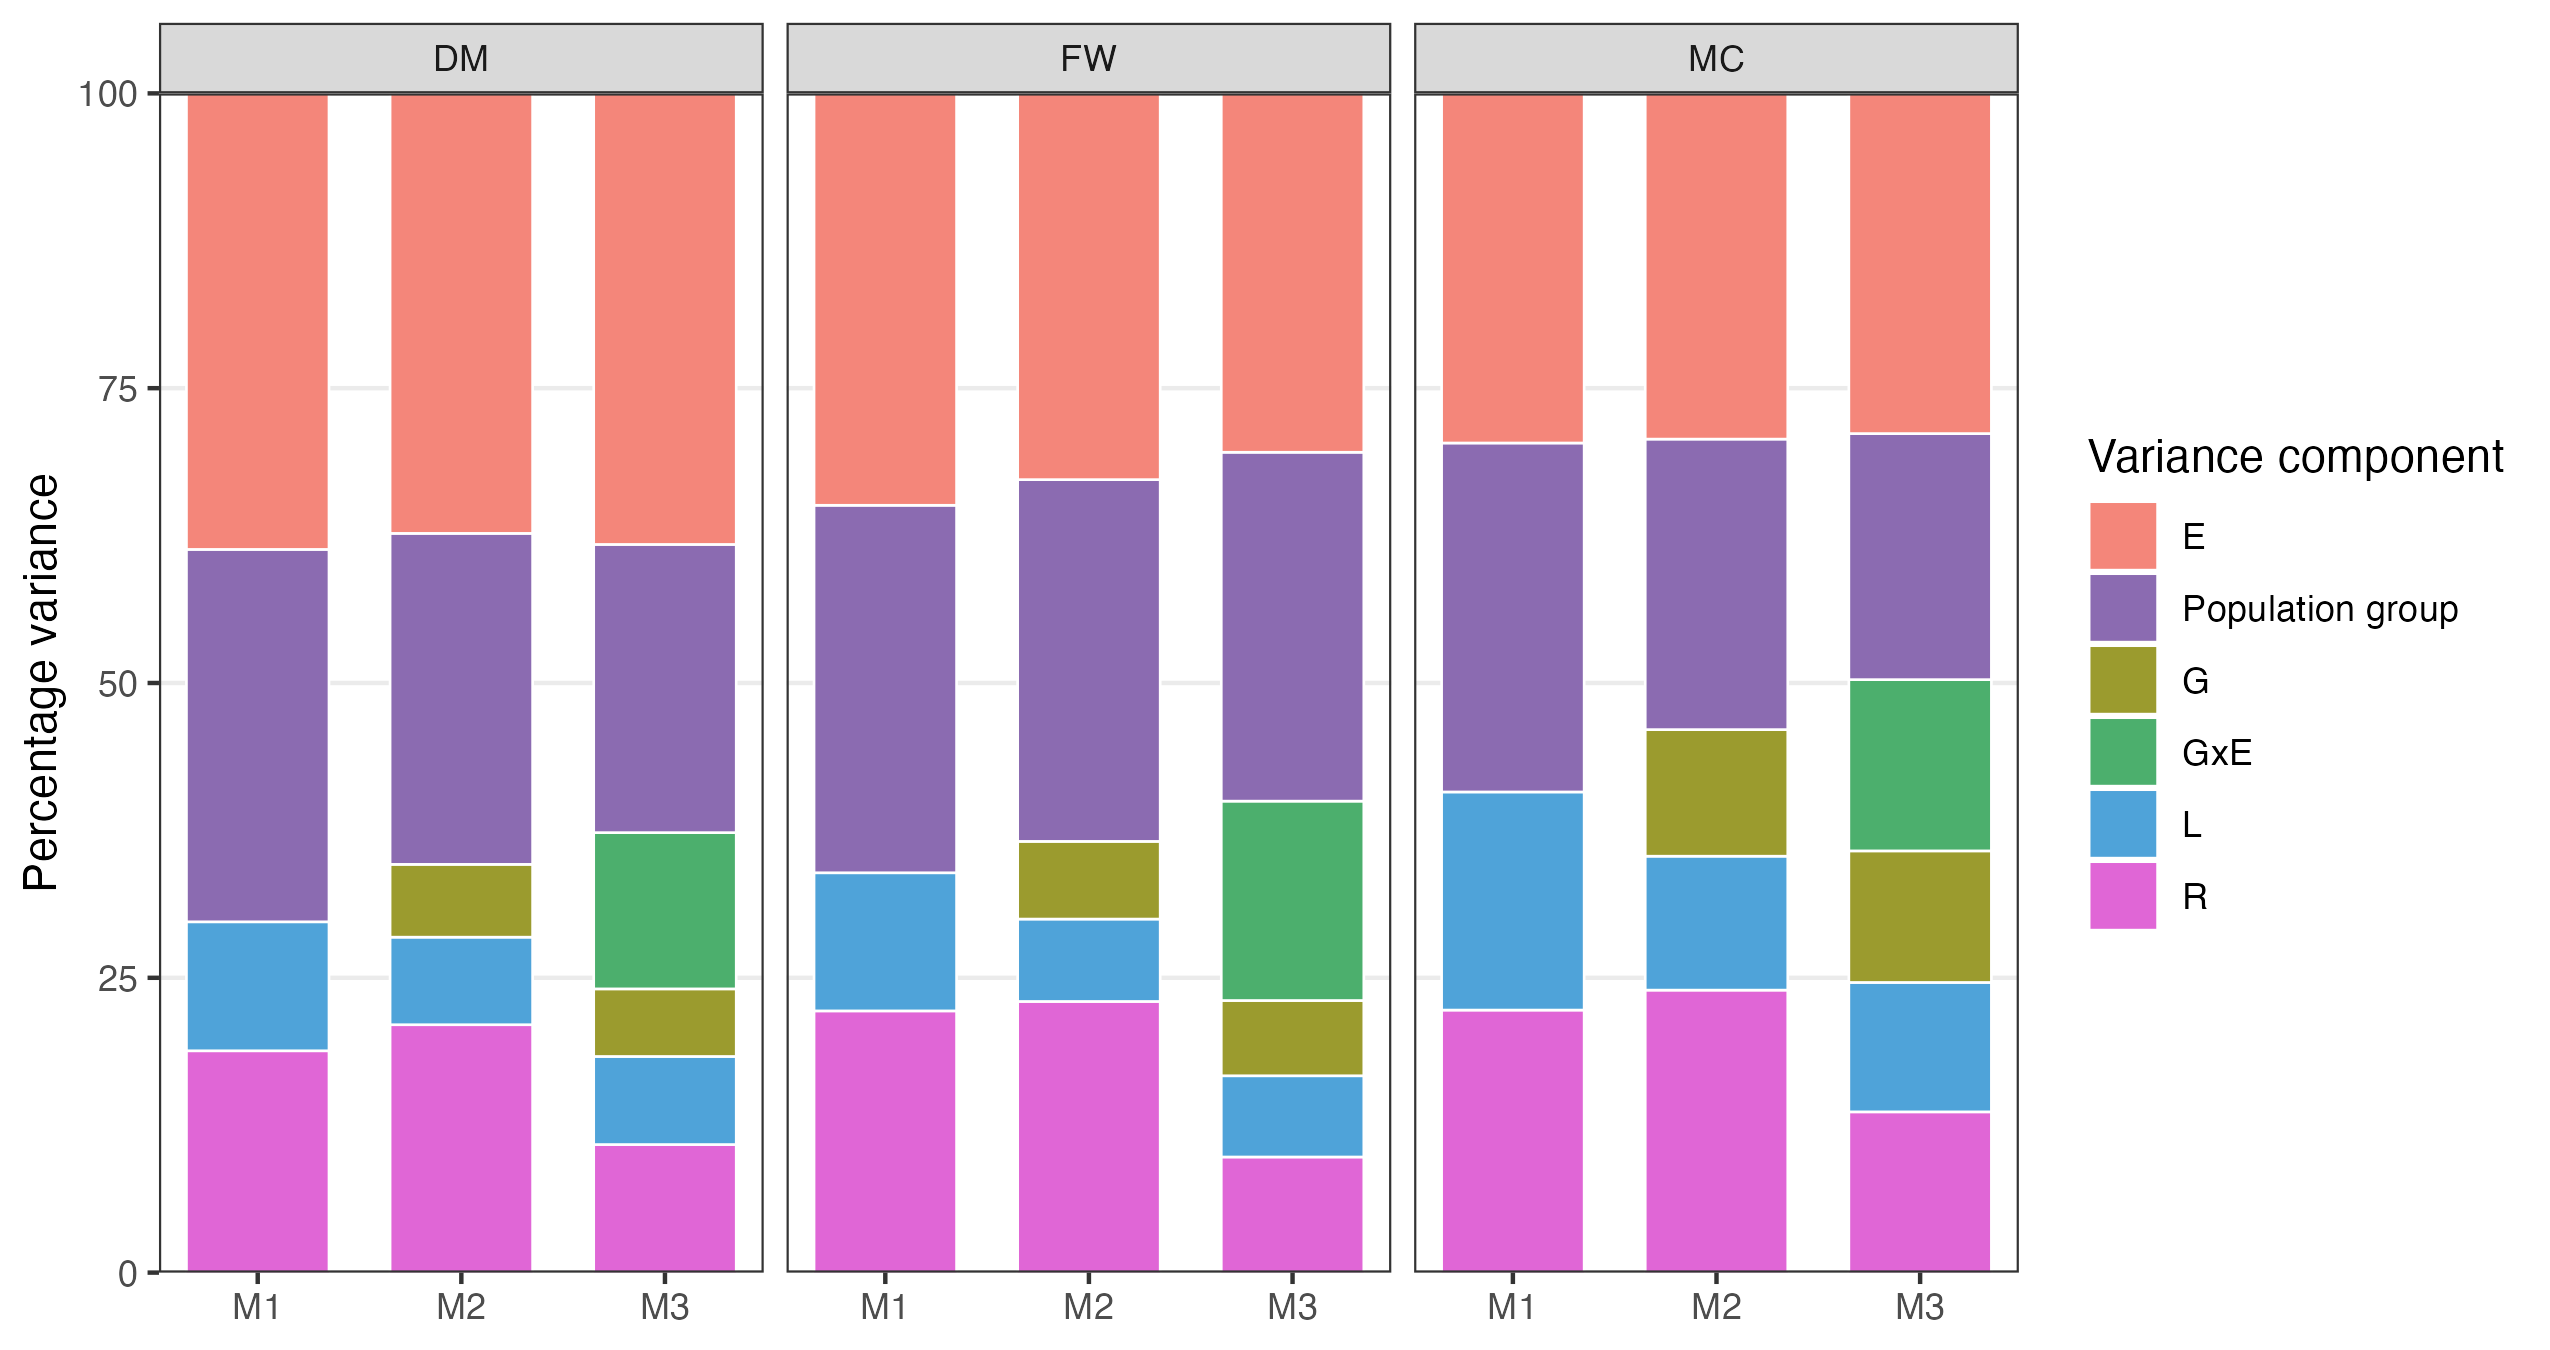 DM
FW
MC
100
75
50
25
0
Percentage variance
M1
M2
M3
M1
M2
M3
M1
M2
M3
Variance component
E
Population group
G
GxE
L
R